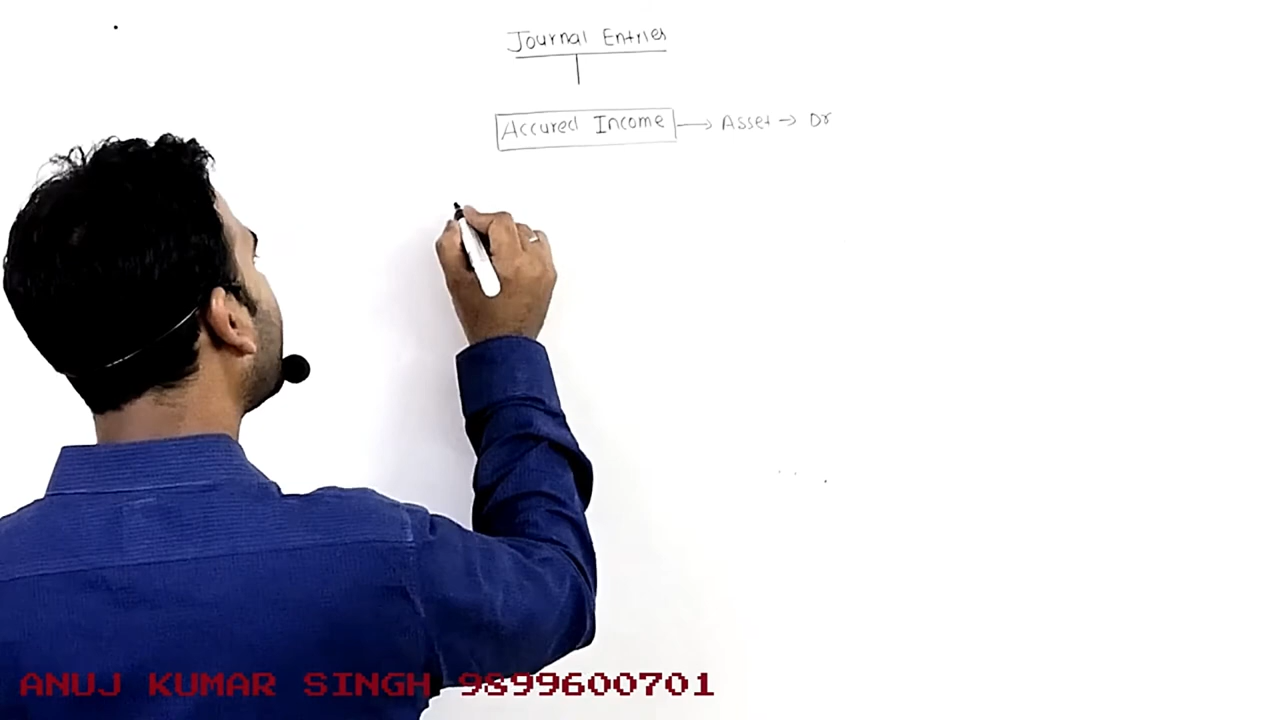 Journal Entries
Accured Income → Asset → Dr
ANUJ KUMAR SINGH 9899600701